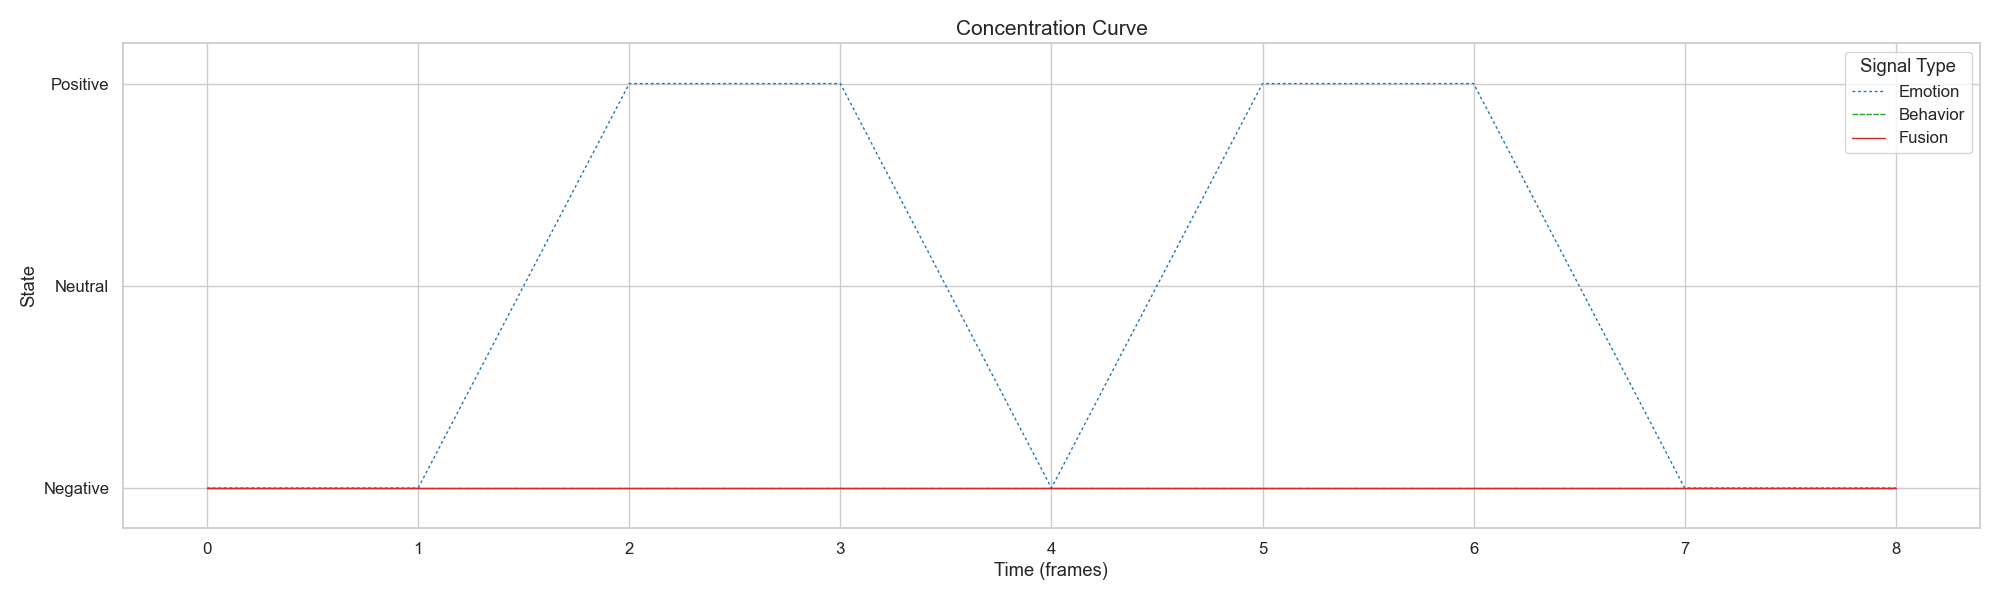 Concentration Curve
Signal Type
Emotion
Behavior
Fusion
State
Positive
Neutral
Negative
0 1 2 3 4 5 6 7 8
Time (frames)